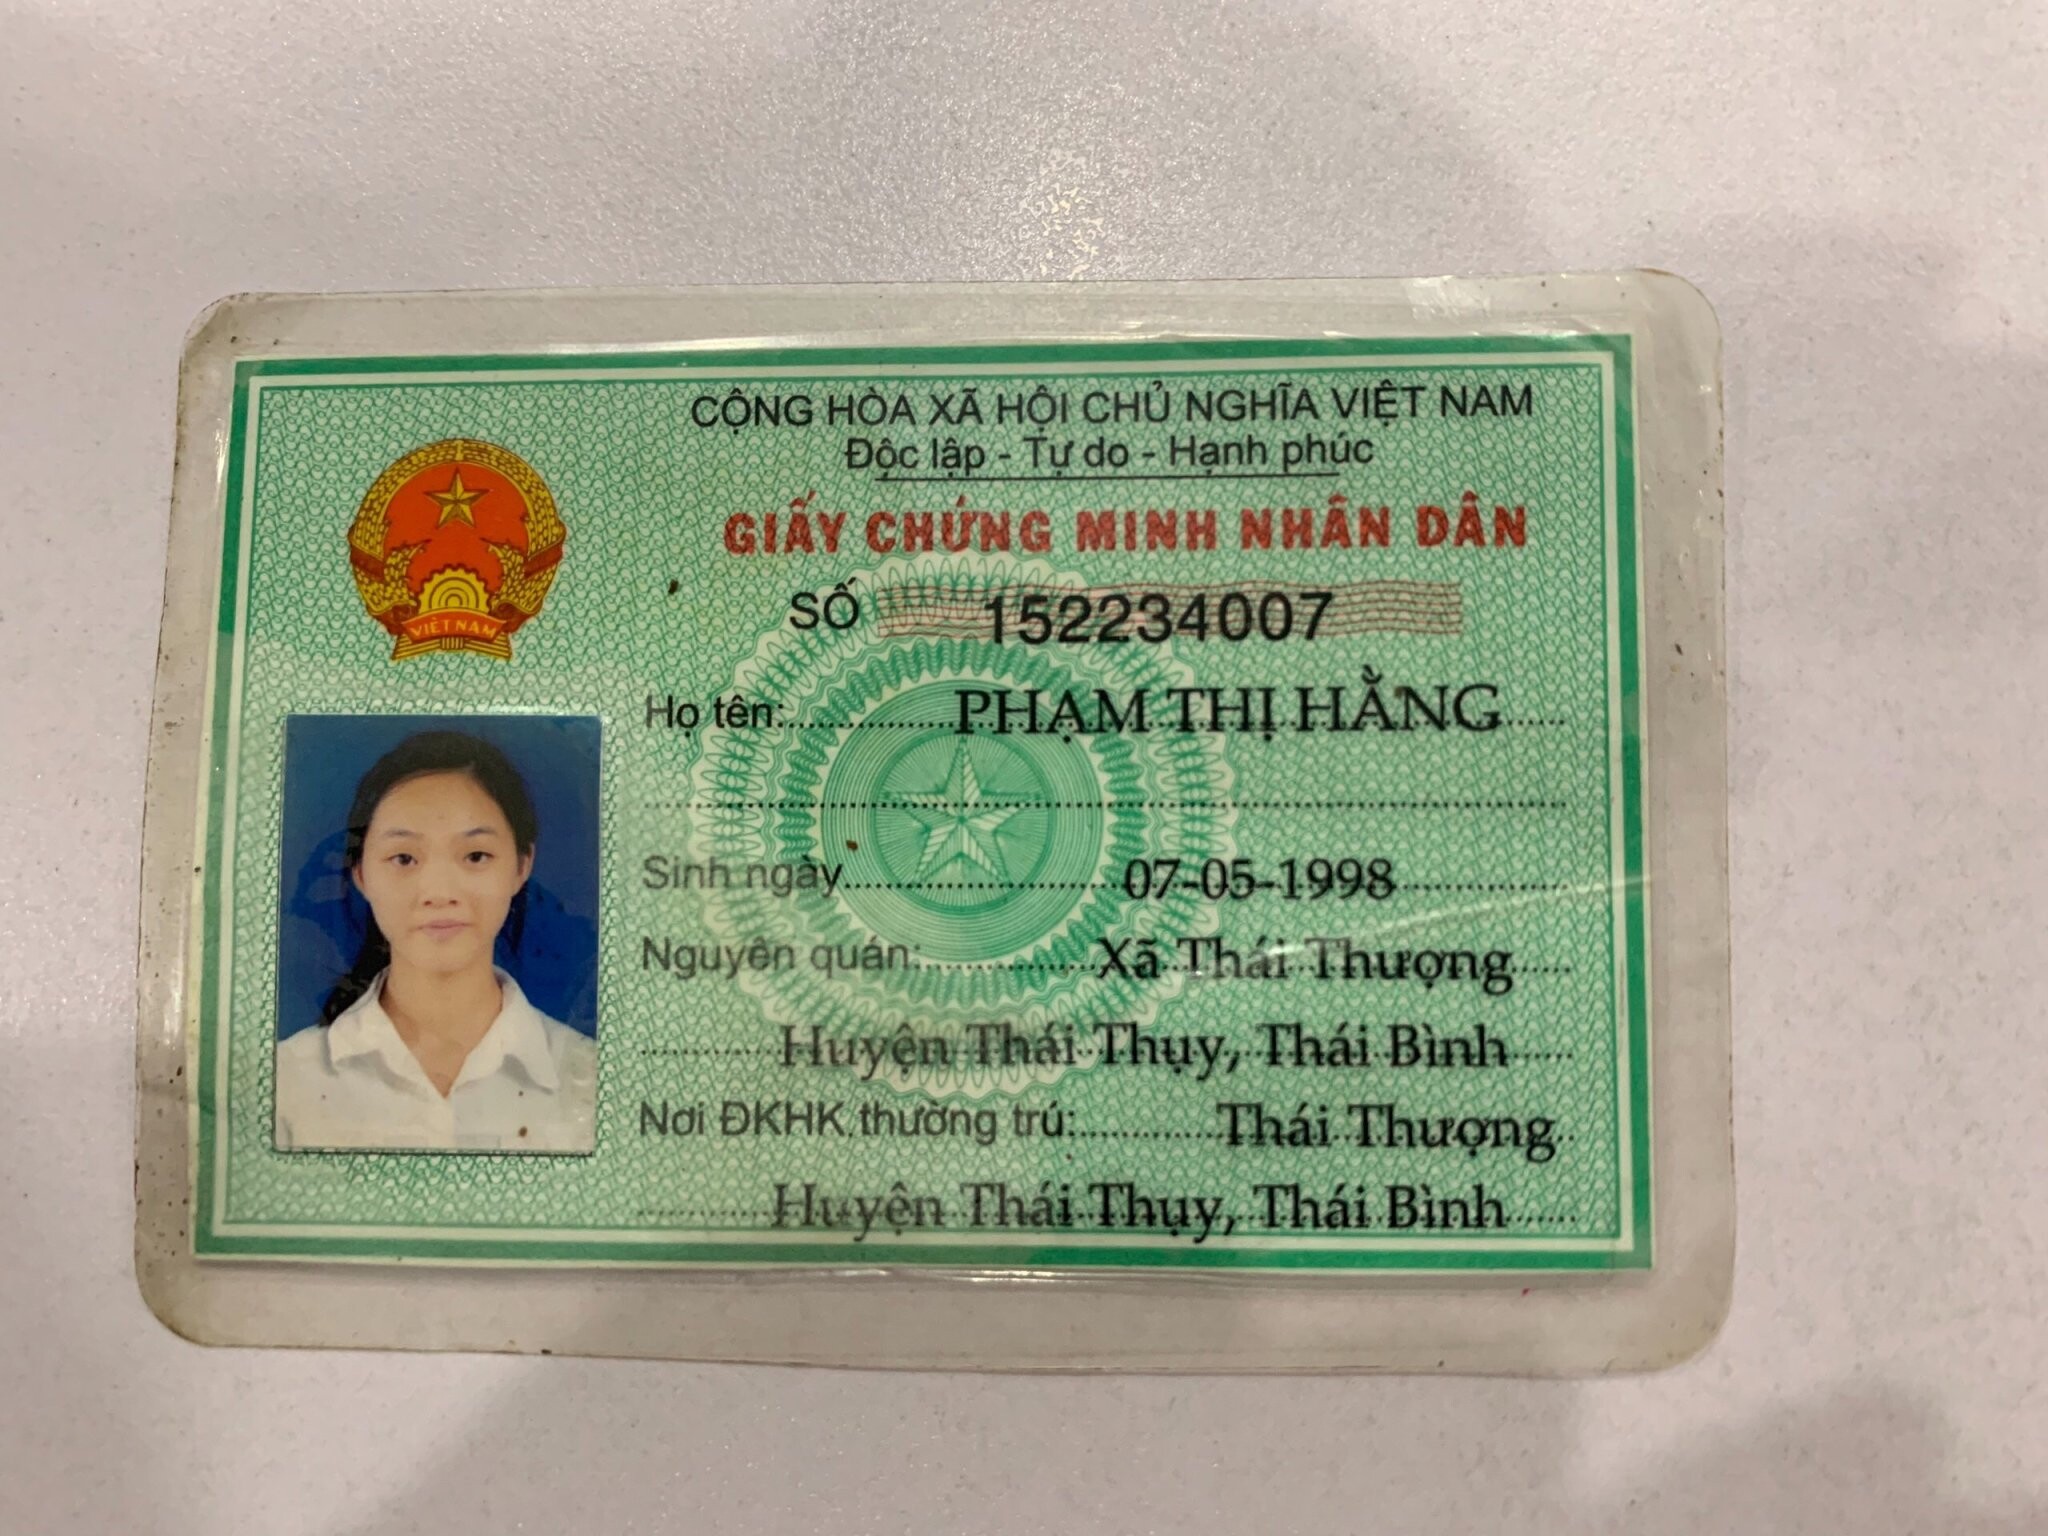 CỘNG HÒA XÃ HỘI CHỦ NGHĨA VIỆT NAM
Độc lập - Tự do - Hạnh phúc
GIẤY CHỨNG MINH NHÂN DÂN
SỐ 152234007
VIỆT NAM
Họ tên: PHẠM THỊ HẰNG
Sinh ngày 07-05-1998
Nguyên quán: Xã Thái Thượng
Huyện Thái Thụy, Thái Bình
Nơi ĐKHK thường trú: Thái Thượng
Huyện Thái Thụy, Thái Bình